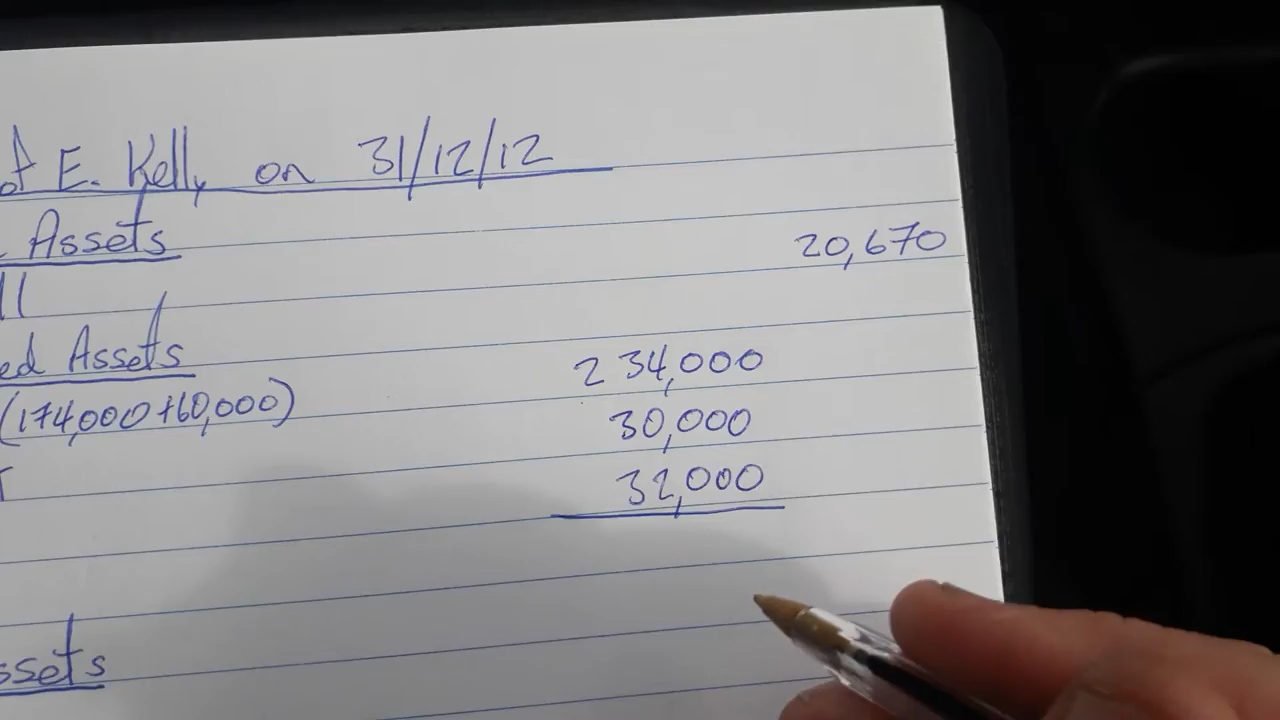 of E. Kelly on 31/12/12
Assets
20,670
ll
ed Assets
234,000
(174,000+60,000)
30,000
32,000
ssets